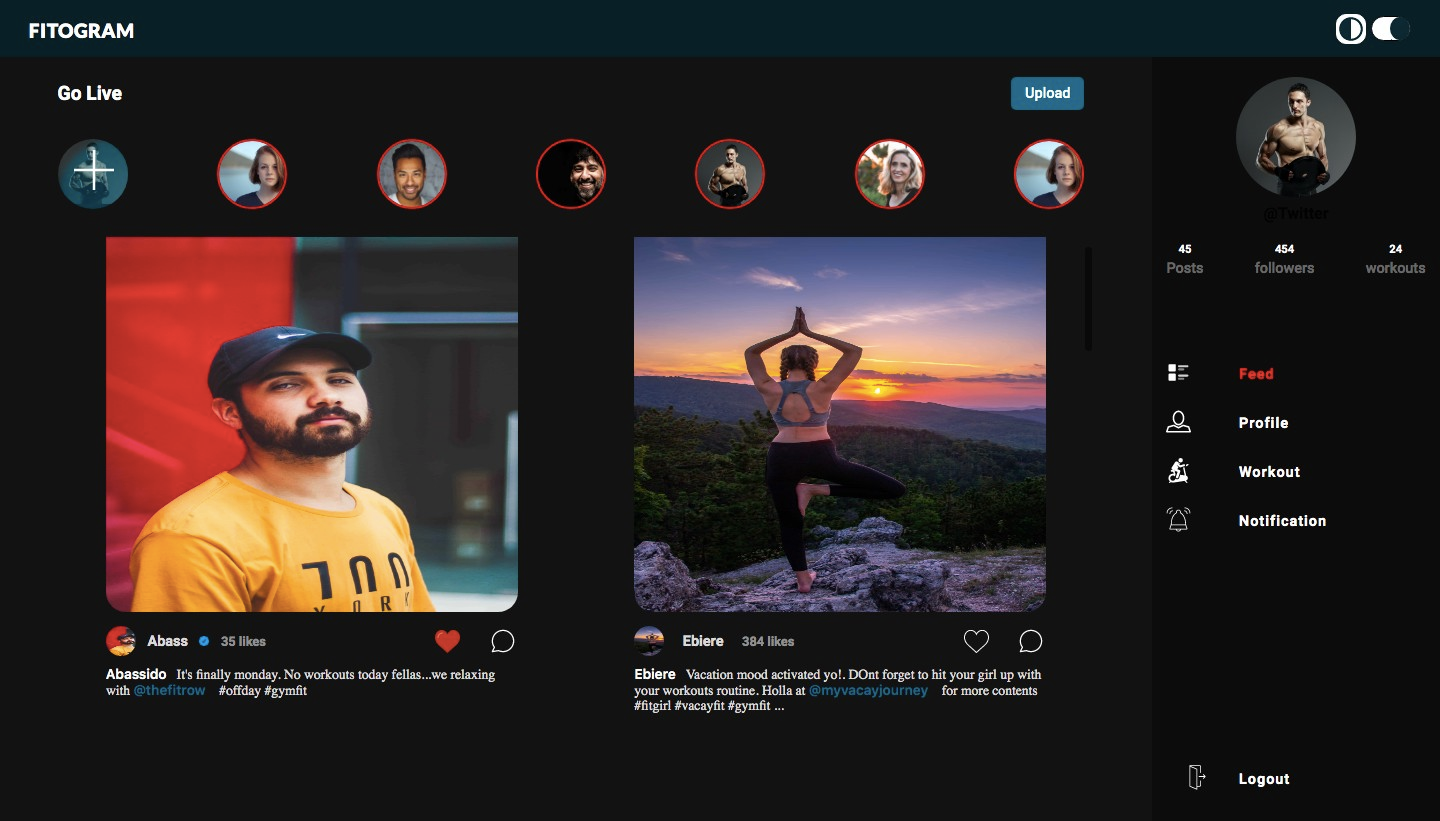 FITOGRAM
Go Live
Upload
@Twitter
45
454
24
Posts
followers
workouts
Feed
Profile
Workout
Notification
Logout
Abass 35 likes
Abassido It's finally monday. No workouts today fellas...we relaxing
with @thefitrow #offday #gymfit
Ebiere 384 likes
Ebiere Vacation mood activated yo!. DOnt forget to hit your girl up with
your workouts routine. Holla at @myvacayjourney for more contents
#fitgirl #vacayfit #gymfit ...